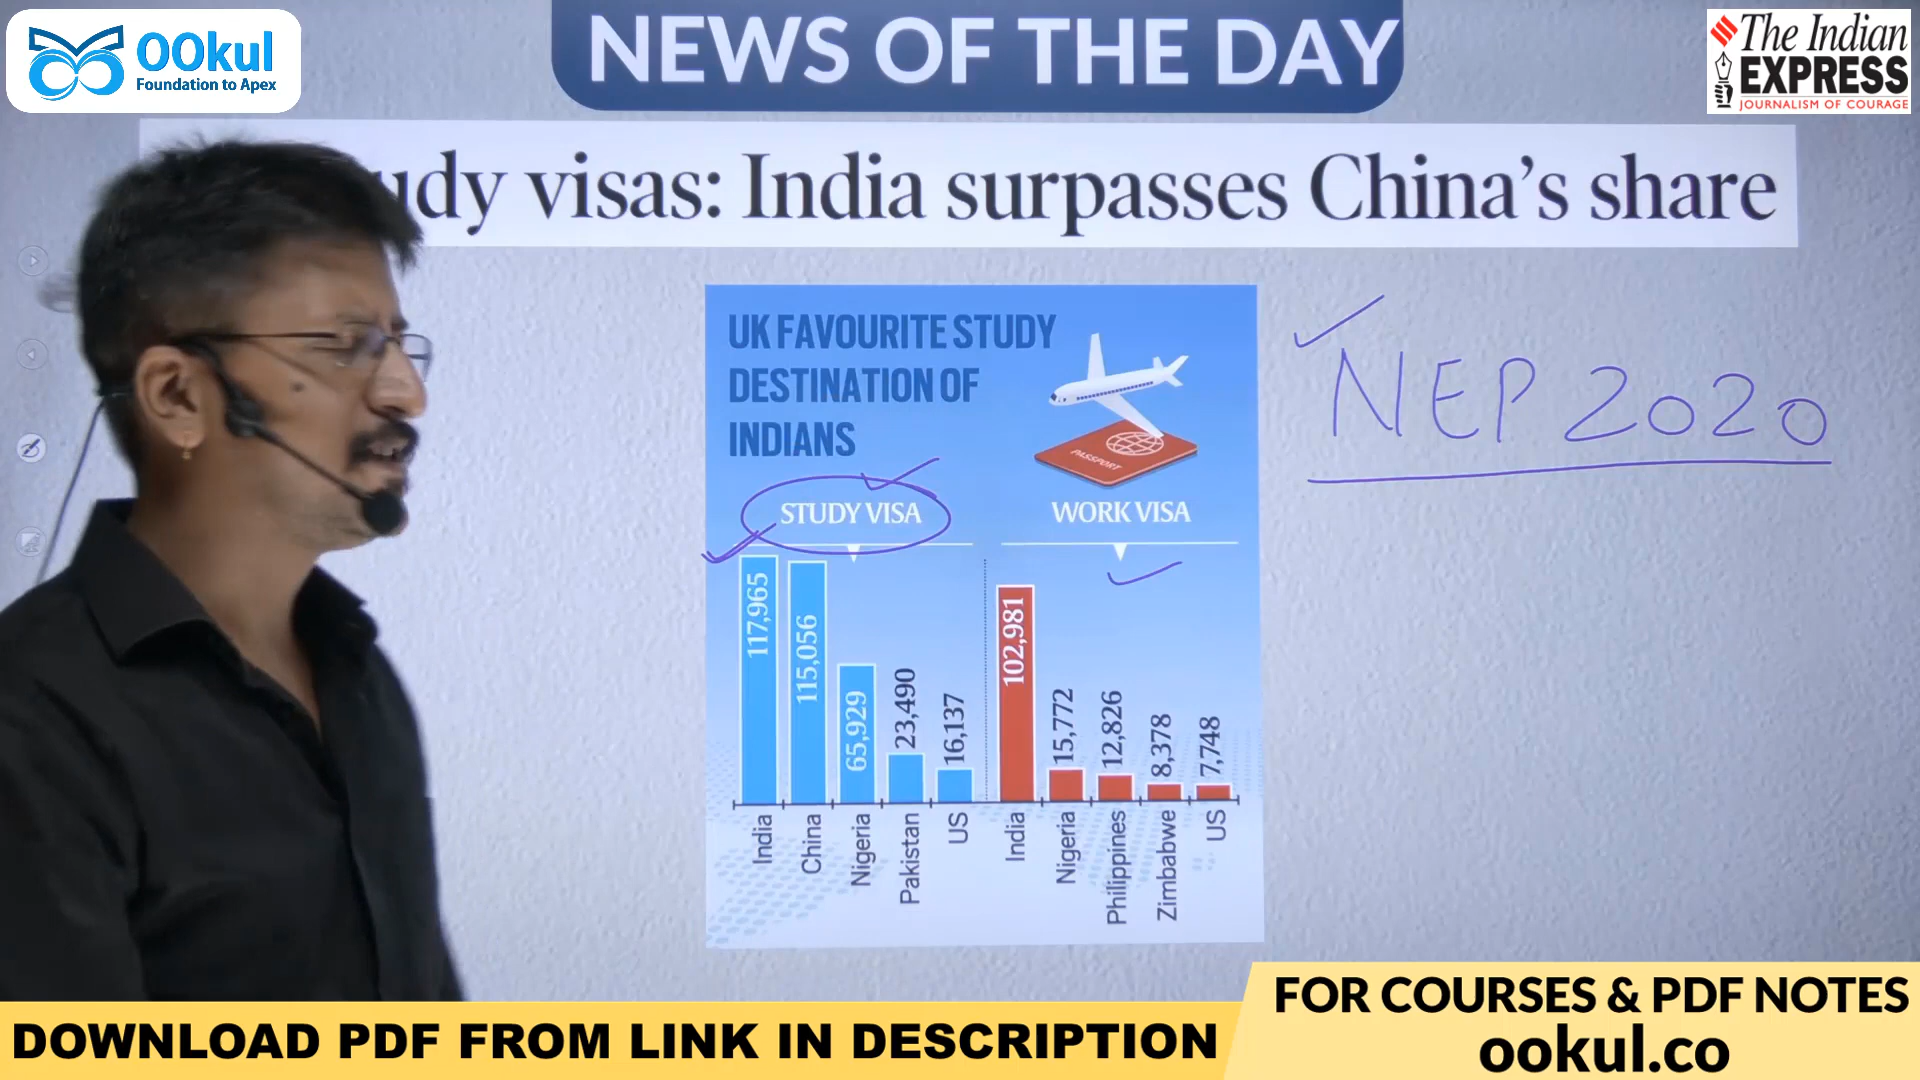 OOkul
Foundation to Apex
NEWS OF THE DAY
The Indian
EXPRESS
JOURNALISM OF COURAGE
visas: India surpasses China's share
UK FAVOURITE STUDY
DESTINATION OF
INDIANS
PASSPORT
NEP 2020
STUDY VISA
WORK VISA
117,965
115,056
65,929
23,490
16,137
102,981
15,772
12,826
8,378
7,748
India
China
Nigeria
Pakistan
US
India
Nigeria
Philippines
Zimbabwe
US
FOR COURSES & PDF NOTES
ookul.co
DOWNLOAD PDF FROM LINK IN DESCRIPTION